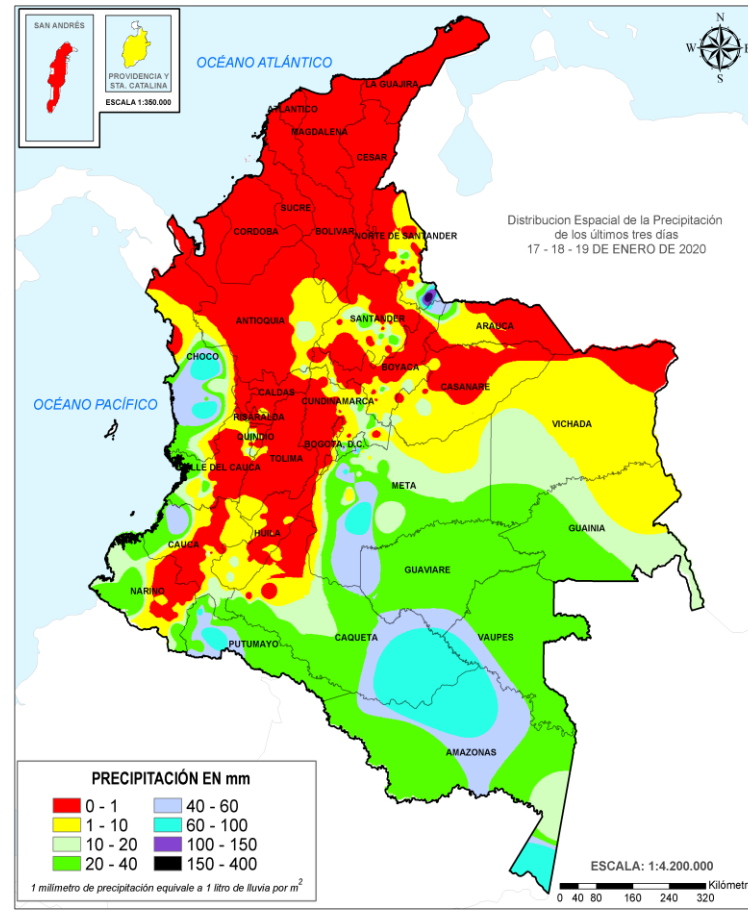 SAN ANDRÉS
PROVIDENCIA Y
STA. CATALINA
ESCALA 1:350.000
OCÉANO ATLÁNTICO
N
W
E
S
LA GUAJIRA
ATLANTICO
MAGDALENA
CESAR
SUCRE
CORDOBA
BOLIVAR
NORTE DE SANTANDER
Distribucion Espacial de la Precipitación
de los últimos tres días
17 - 18 - 19 DE ENERO DE 2020
ANTIOQUIA
SANTANDER
ARAUCA
CHOCO
BOYACA
CASANARE
OCÉANO PACÍFICO
CALDAS
CUNDINAMARCA
RISARALDA
VICHADA
QUINDIO
BOGOTA, D.C.
TOLIMA
VALLE DEL CAUCA
META
GUAINIA
HUILA
CAUCA
GUAVIARE
NARIÑO
CAQUETA
VAUPES
PUTUMAYO
AMAZONAS
PRECIPITACIÓN EN mm
0 - 1
40 - 60
1 - 10
60 - 100
10 - 20
100 - 150
20 - 40
150 - 400
1 milímetro de precipitación equivale a 1 litro de lluvia por m²
ESCALA: 1:4.200.000
Kilóm
0 40 80 160 240 320